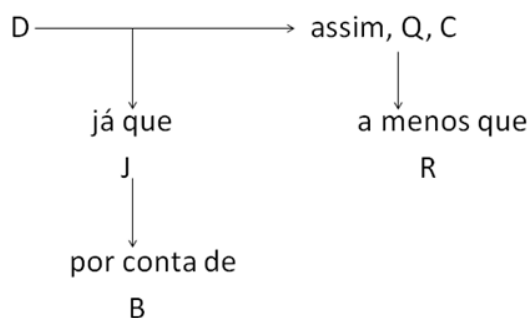 D assim, Q, C
já que a menos que
J R
por conta de
B